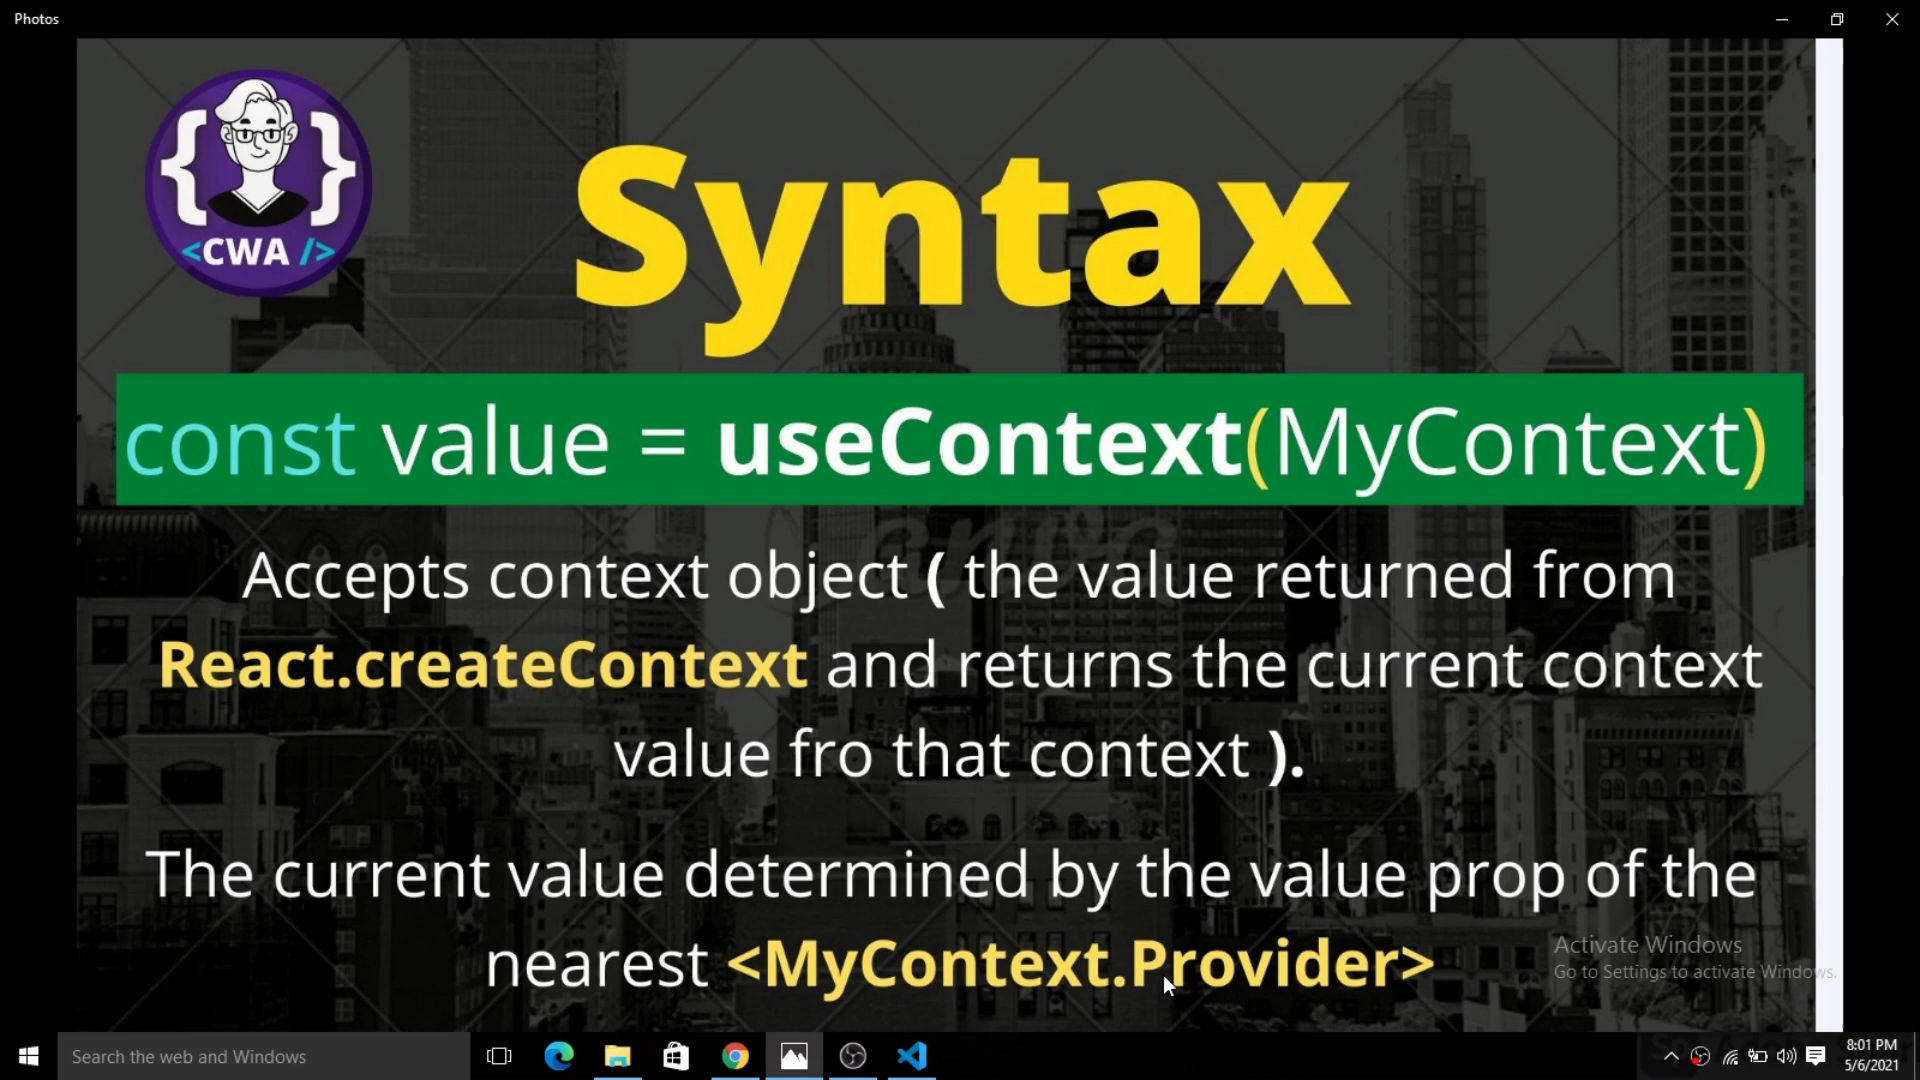 Photos
{ }
<CWA />
Syntax
const value = useContext(MyContext)
Accepts context object ( the value returned from
React.createContext and returns the current context
value fro that context ).
The current value determined by the value prop of the
nearest <MyContext.Provider>
Activate Windows
Go to Settings to activate Windows.
Search the web and Windows
8:01 PM
5/6/2021